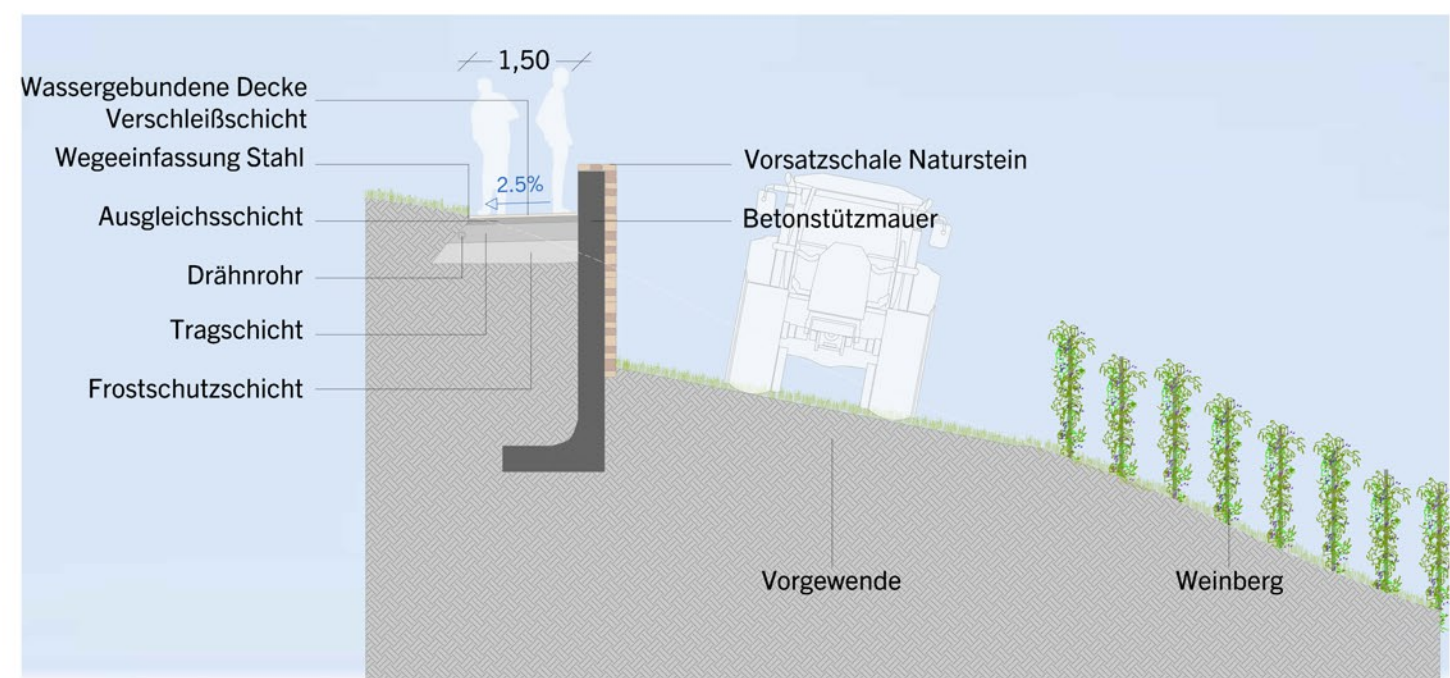 1,50
Wassergebundene Decke
Verschleißschicht
Wegeeinfassung Stahl
Vorsatzschale Naturstein
2.5%
Ausgleichsschicht
Betonstützmauer
Drähnrohr
Tragschicht
Frostschutzschicht
Vorgewende
Weinberg